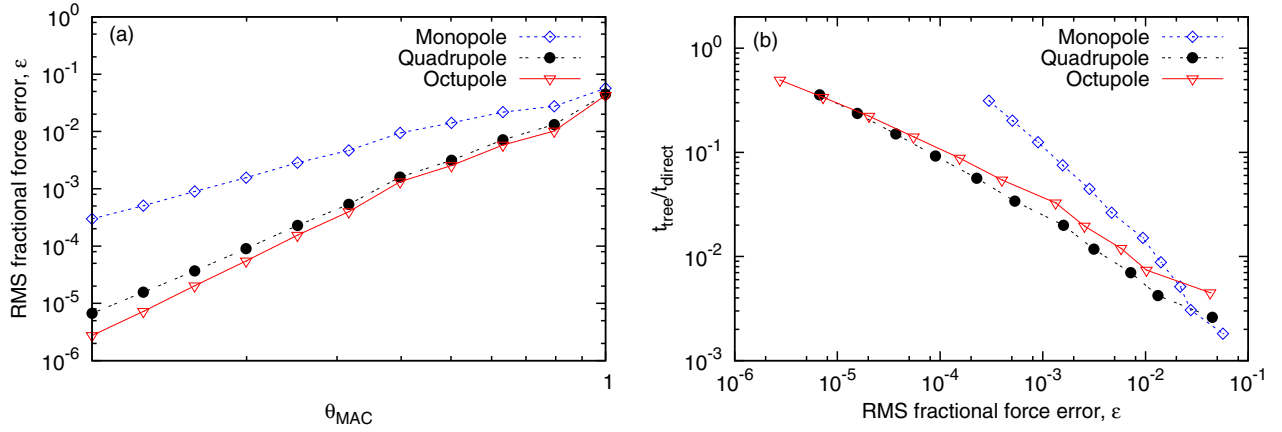 (a)
Monopole
Quadrupole
Octupole
RMS fractional force error, ε
10^0
10^-1
10^-2
10^-3
10^-4
10^-5
10^-6
1
θ_MAC
(b)
Monopole
Quadrupole
Octupole
t_tree/t_direct
10^0
10^-1
10^-2
10^-3
10^-6
10^-5
10^-4
10^-3
10^-2
10^-1
RMS fractional force error, ε